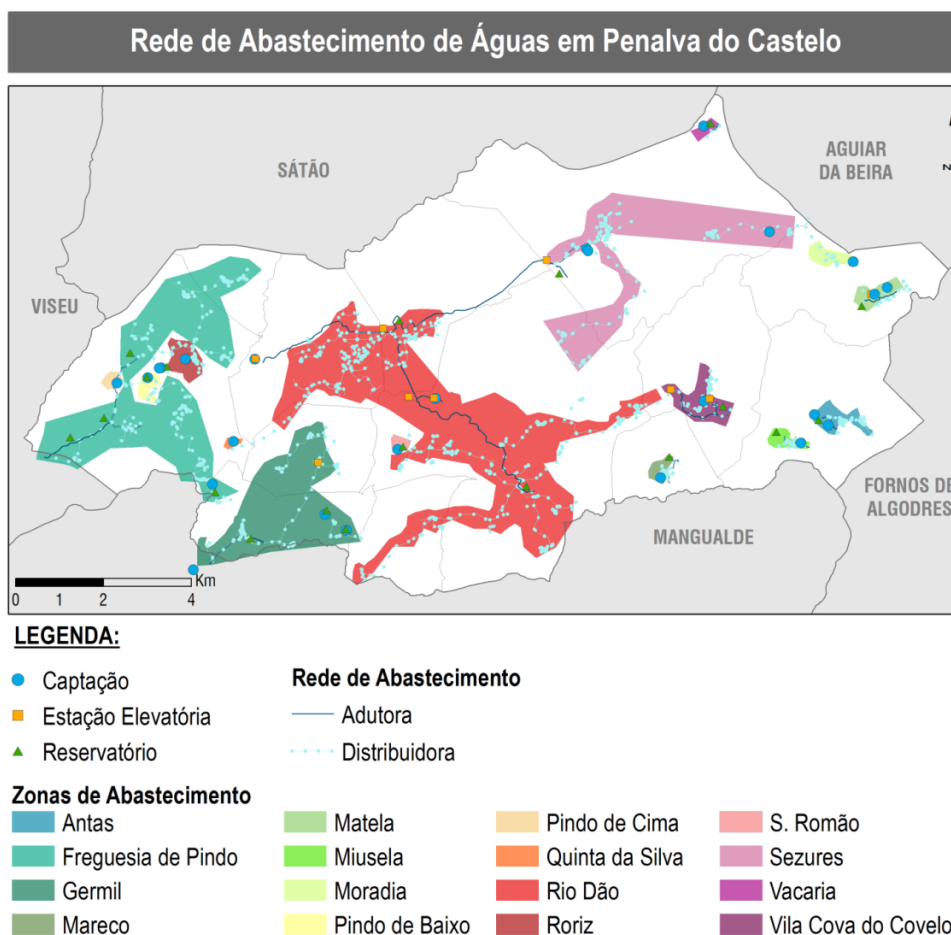 Rede de Abastecimento de Águas em Penalva do Castelo
SÁTÃO
AGUIAR
DA BEIRA
z
VISEU
FORNOS DE
ALGODRES
MANGUALDE
Km
0 1 2 4
LEGENDA:
Captação
Estação Elevatória
Reservatório
Rede de Abastecimento
Adutora
Distribuidora
Zonas de Abastecimento
Antas
Freguesia de Pindo
Germil
Mareco
Matela
Miusela
Moradia
Pindo de Baixo
Pindo de Cima
Quinta da Silva
Rio Dão
Roriz
S. Romão
Sezures
Vacaria
Vila Cova do Covelo